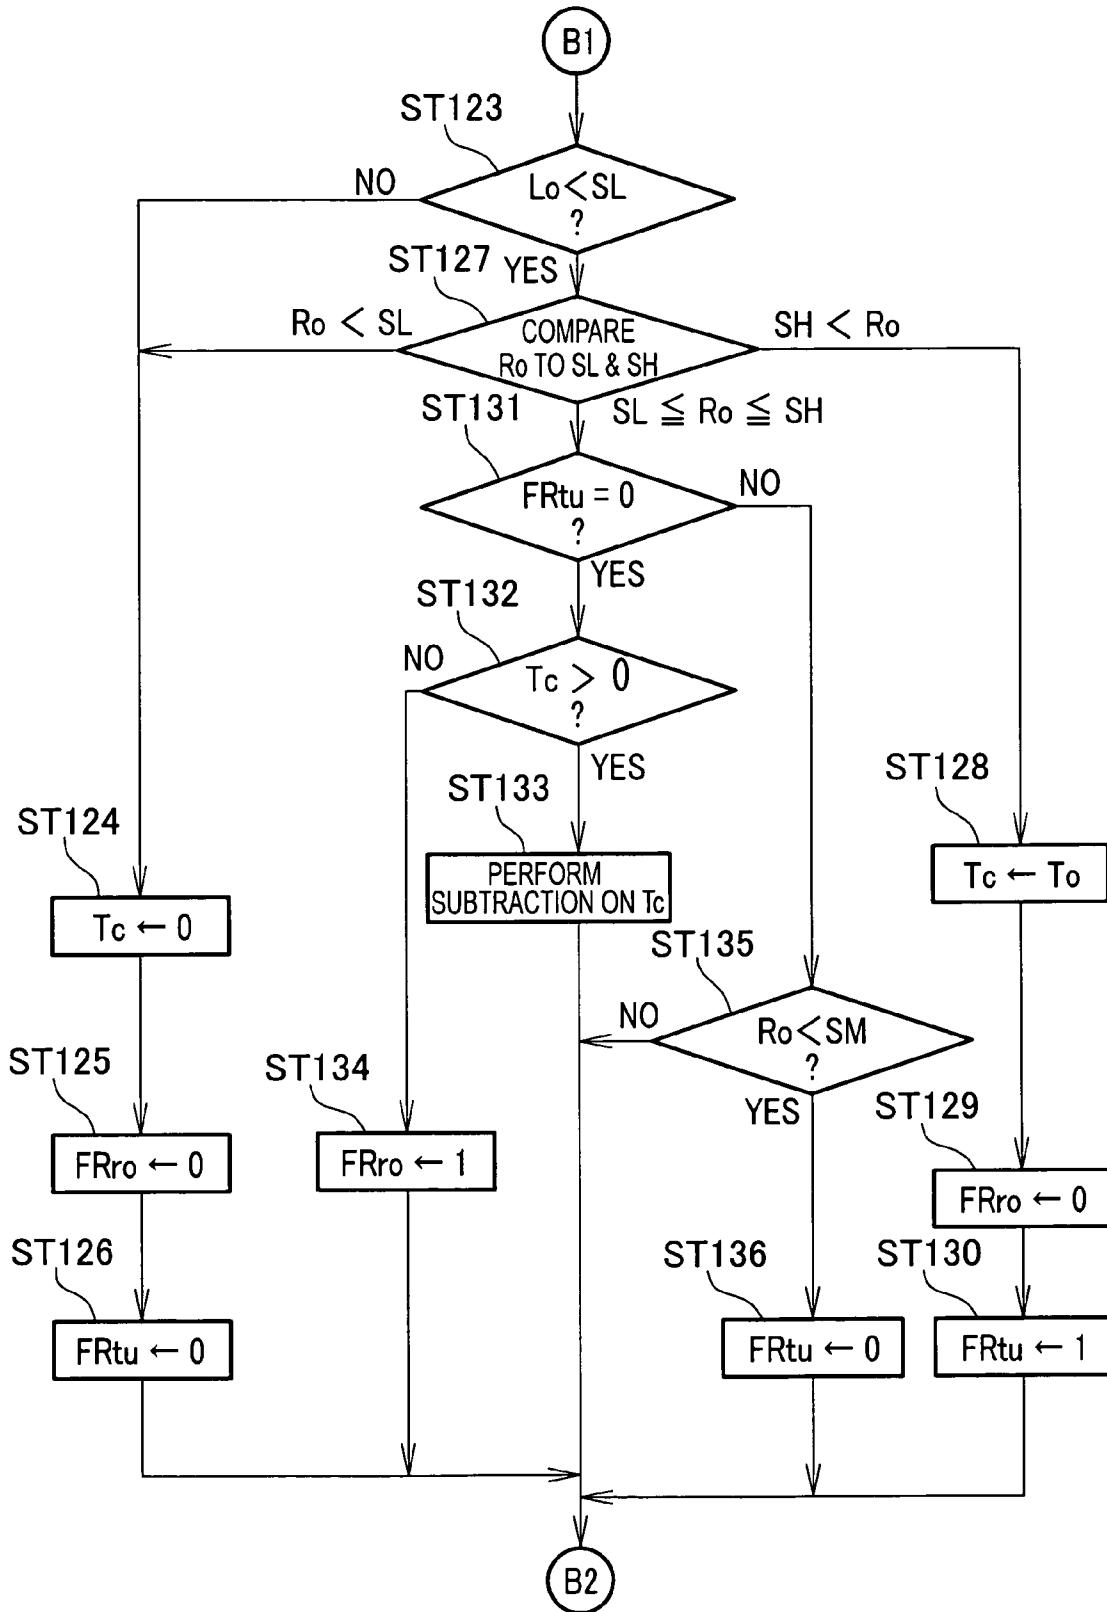 B1
ST123
Lo<SL
?
NO
YES
ST127
Ro < SL
COMPARE
Ro TO SL & SH
SH < Ro
SL ≦ Ro ≦ SH
ST131
FRtu = 0
?
NO
YES
ST132
Tc > 0
?
NO
YES
ST133
PERFORM
SUBTRACTION ON Tc
ST128
Tc ← To
ST124
Tc ← 0
ST135
Ro<SM
?
NO
YES
ST125
FRro ← 0
ST134
FRro ← 1
ST129
FRro ← 0
ST126
FRtu ← 0
ST136
FRtu ← 0
ST130
FRtu ← 1
B2